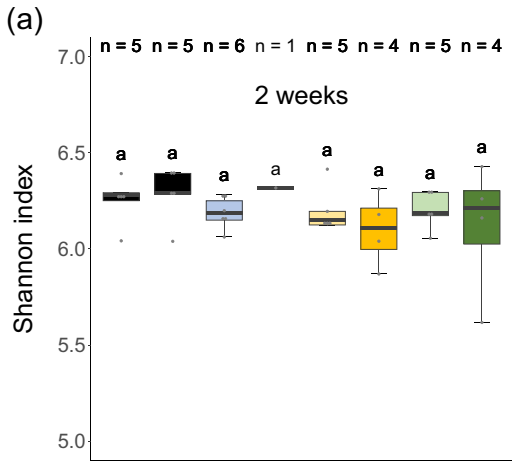 (a)
n = 5 n = 5 n = 6 n = 1 n = 5 n = 4 n = 5 n = 4
2 weeks
a a a a a a a a
Shannon index
7.0
6.5
6.0
5.5
5.0